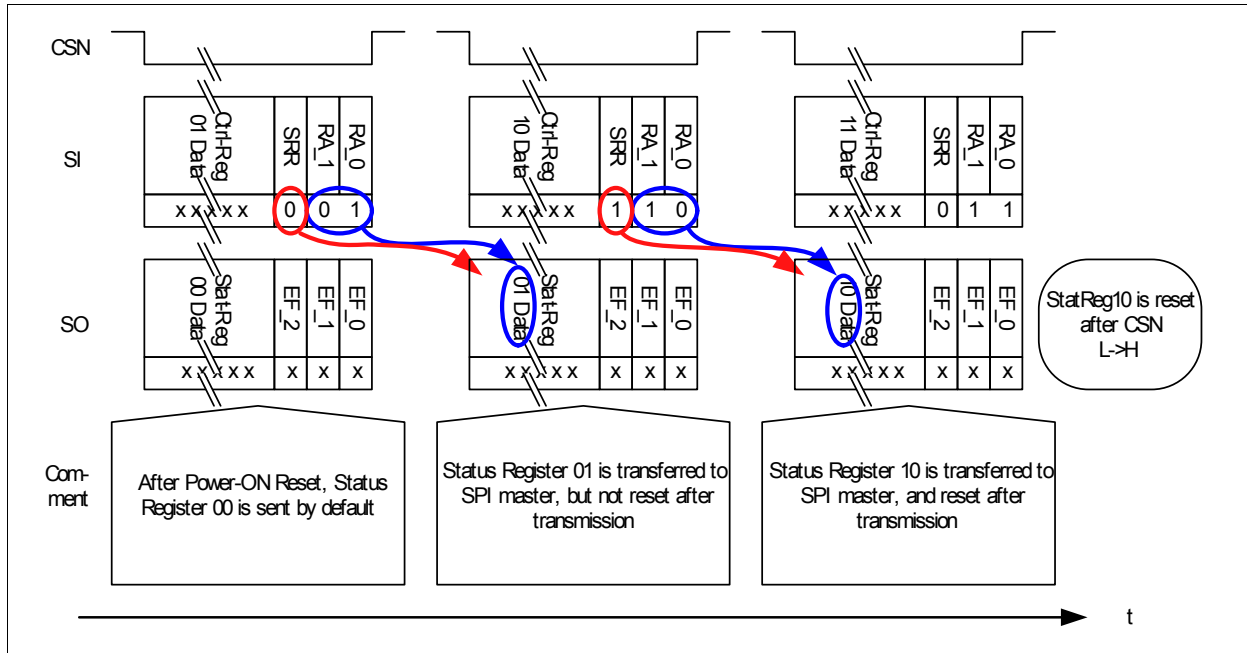 CSN
SI
Ctrl-Reg
01 Data
SRR
RA_1
RA_0
x x x x x
0
0
1
Ctrl-Reg
10 Data
SRR
RA_1
RA_0
x x x x x
1
1
0
Ctrl-Reg
11 Data
SRR
RA_1
RA_0
x x x x x
0
1
1
SO
Stat-Reg
00 Data
EF_2
EF_1
EF_0
x x x x x
x
x
x
Stat-Reg
01 Data
EF_2
EF_1
EF_0
x x x x x
x
x
x
Stat-Reg
10 Data
EF_2
EF_1
EF_0
x x x x x
x
x
x
StatReg10 is reset
after CSN
L->H
Com-
ment
After Power-ON Reset, Status
Register 00 is sent by default
Status Register 01 is transferred to
SPI master, but not reset after
transmission
Status Register 10 is transferred to
SPI master, and reset after
transmission
t